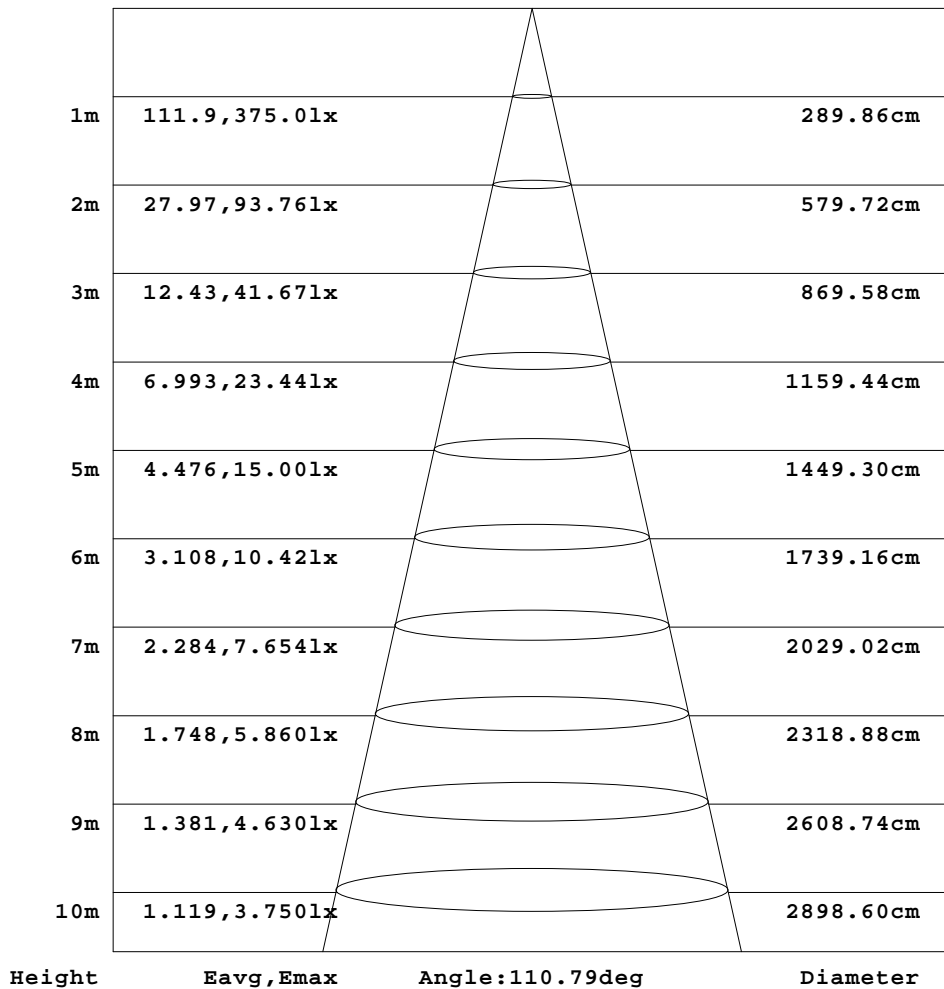 1m 111.9,375.0lx 289.86cm
2m 27.97,93.76lx 579.72cm
3m 12.43,41.67lx 869.58cm
4m 6.993,23.44lx 1159.44cm
5m 4.476,15.00lx 1449.30cm
6m 3.108,10.42lx 1739.16cm
7m 2.284,7.654lx 2029.02cm
8m 1.748,5.860lx 2318.88cm
9m 1.381,4.630lx 2608.74cm
10m 1.119,3.750lx 2898.60cm
Height Eavg,Emax Angle:110.79deg Diameter